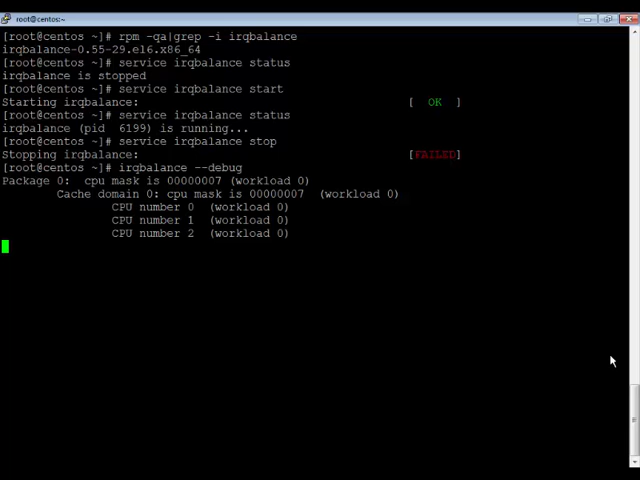 root@centos:~
[root@centos ~]# rpm -qa|grep -i irqbalance
irqbalance-0.55-29.el6.x86_64
[root@centos ~]# service irqbalance status
irqbalance is stopped
[root@centos ~]# service irqbalance start
Starting irqbalance: [ OK ]
[root@centos ~]# service irqbalance status
irqbalance (pid 6199) is running...
[root@centos ~]# service irqbalance stop
Stopping irqbalance: [FAILED]
[root@centos ~]# irqbalance --debug
Package 0: cpu mask is 00000007 (workload 0)
Cache domain 0: cpu mask is 00000007 (workload 0)
CPU number 0 (workload 0)
CPU number 1 (workload 0)
CPU number 2 (workload 0)